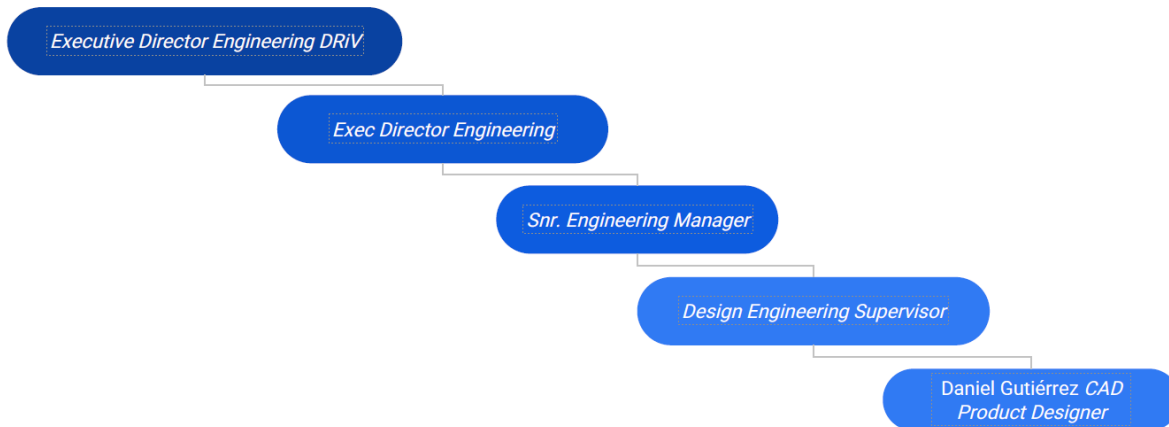 Executive Director Engineering DRiV
Exec Director Engineering
Snr. Engineering Manager
Design Engineering Supervisor
Daniel Gutiérrez CAD
Product Designer